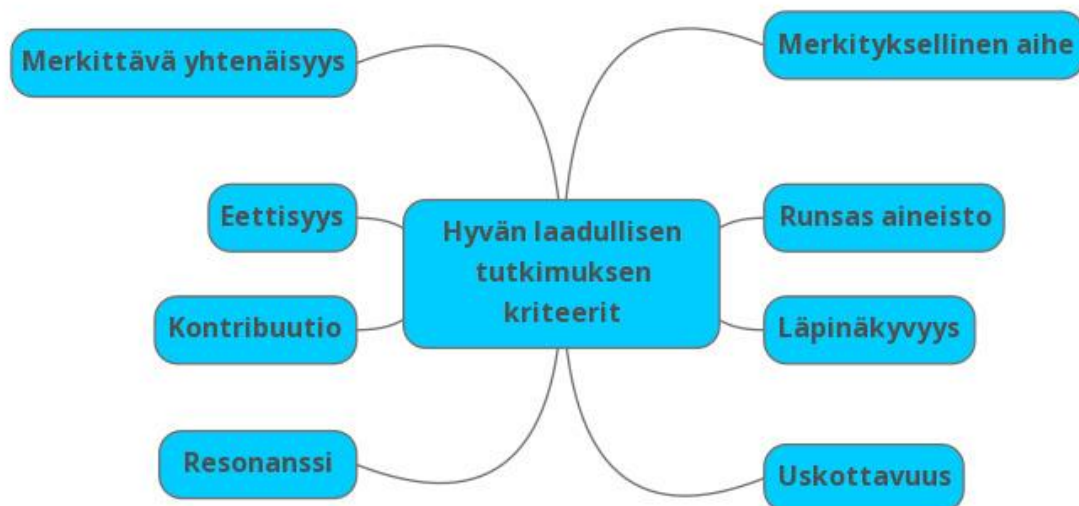 Merkittävä yhtenäisyys
Merkityksellinen aihe
Eettisyys
Runsas aineisto
Hyvän laadullisen
tutkimuksen
kriteerit
Kontribuutio
Läpinäkyvyys
Resonanssi
Uskottavuus